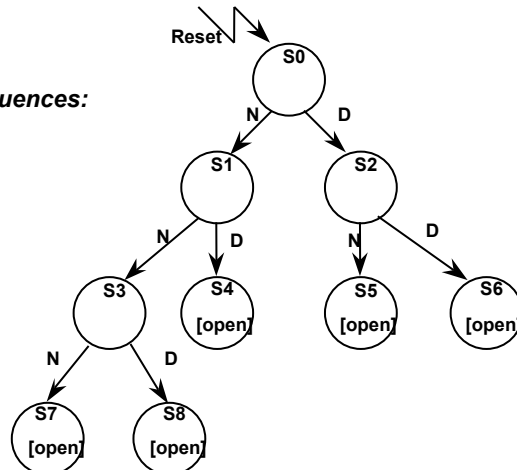 Reset
S0
uences:
N D
S1 S2
N D N D
S3 S4 S5 S6
[open] [open] [open]
N D
S7 S8
[open] [open]